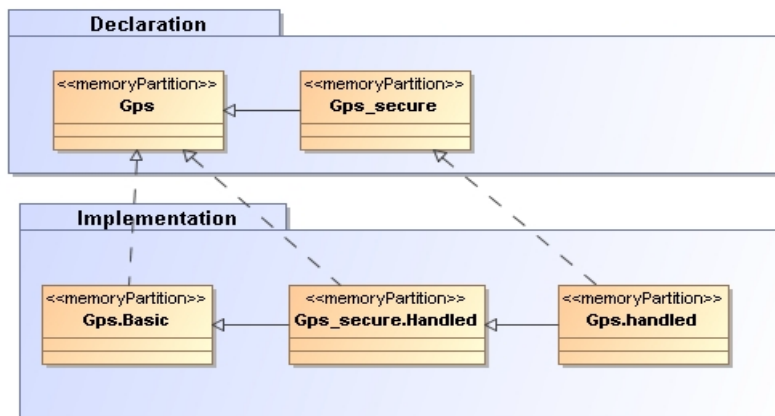 Declaration
<<memoryPartition>>
Gps
<<memoryPartition>>
Gps_secure
Implementation
<<memoryPartition>>
Gps.Basic
<<memoryPartition>>
Gps_secure.Handled
<<memoryPartition>>
Gps.handled